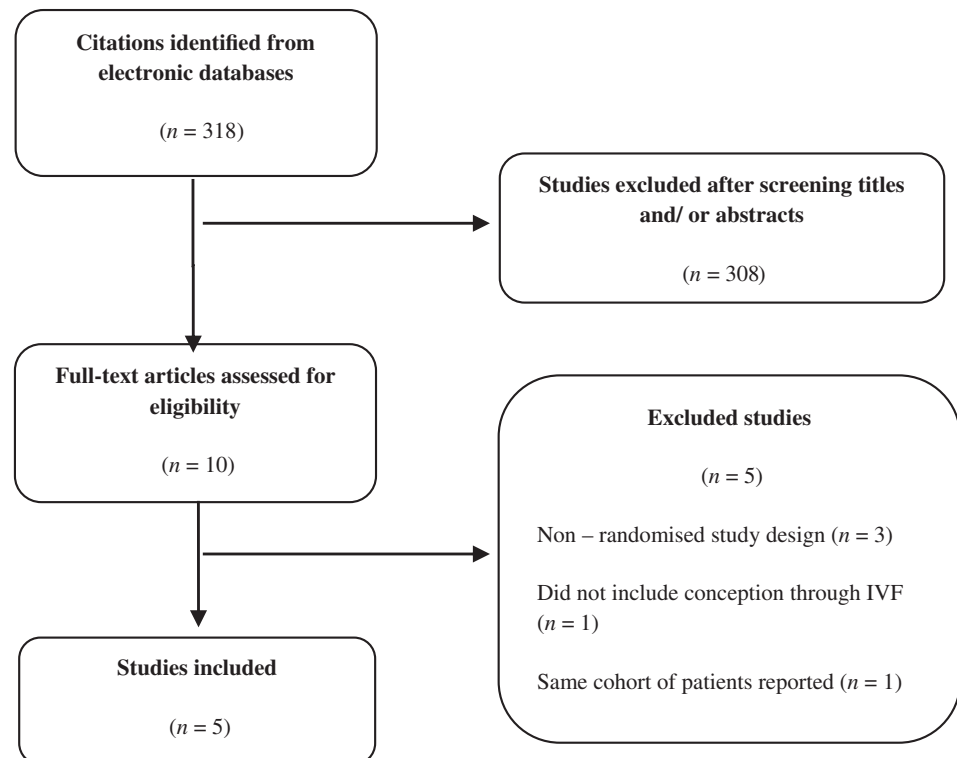 Citations identified from
electronic databases
(n = 318)
Studies excluded after screening titles
and/ or abstracts
(n = 308)
Full-text articles assessed for
eligibility
(n = 10)
Excluded studies
(n = 5)
Non – randomised study design (n = 3)
Did not include conception through IVF
(n = 1)
Same cohort of patients reported (n = 1)
Studies included
(n = 5)